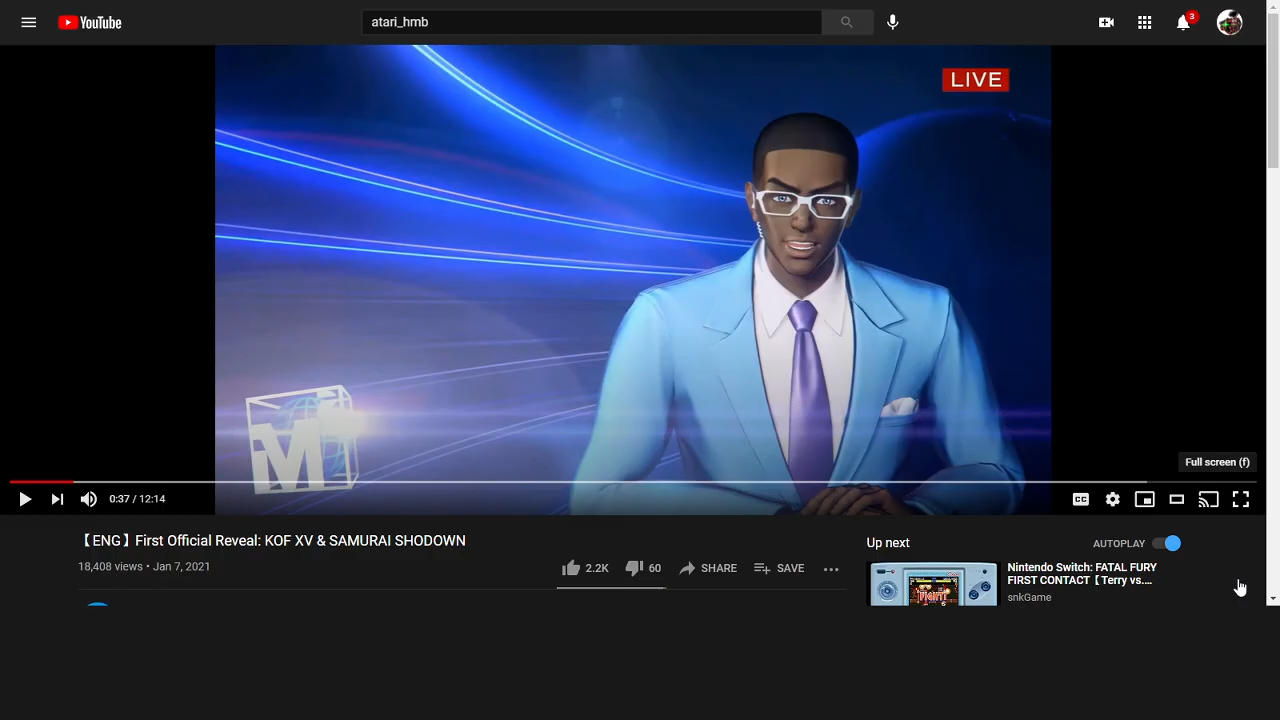 YouTube
atari_hmb
3
LIVE
M
Full screen (f)
0:37 / 12:14
CC
【ENG】First Official Reveal: KOF XV & SAMURAI SHODOWN
18,408 views • Jan 7, 2021
2.2K
60
SHARE
SAVE
Up next
AUTOPLAY
FIGHT!
Nintendo Switch: FATAL FURY
FIRST CONTACT【Terry vs....
snkGame